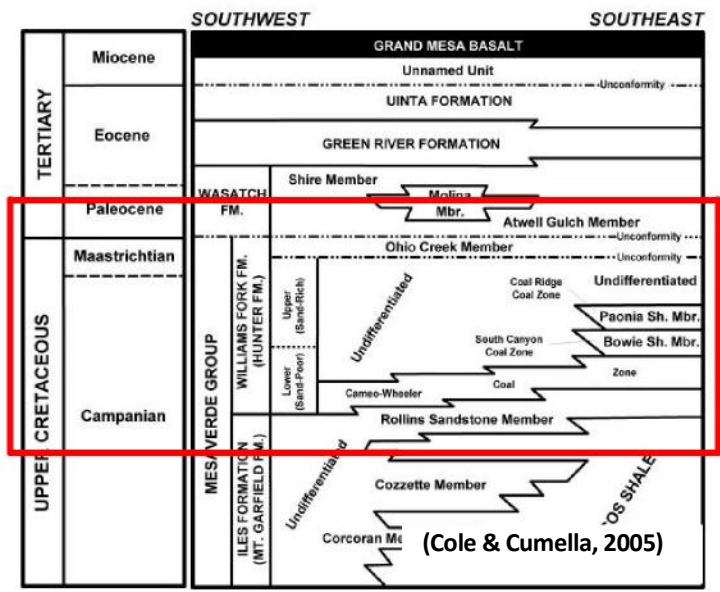 SOUTHWEST SOUTHEAST
GRAND MESA BASALT
Miocene
Unnamed Unit
Unconformity
UINTA FORMATION
TERTIARY
Eocene
GREEN RIVER FORMATION
Shire Member
WASATCH
FM.
Molina
Mbr.
Paleocene
Atwell Gulch Member
Unconformity
Ohio Creek Member
Maastrichtian
Unconformity
UPPER CRETACEOUS
MESAVERDE GROUP
WILLIAMS FORK FM.
(HUNTER FM.)
Upper
(Sand-Rich)
Undifferentiated
Coal Ridge
Coal Zone
Undifferentiated
Paonia Sh. Mbr.
South Canyon
Coal Zone
Bowie Sh. Mbr.
Lower
(Sand-Poor)
Cameo-Wheeler Coal Zone
Campanian
Rollins Sandstone Member
ILES FORMATION
(MT. GARFIELD FM.)
Undifferentiated
Cozzette Member
SHALE
Corcoran
(Cole & Cumella, 2005)